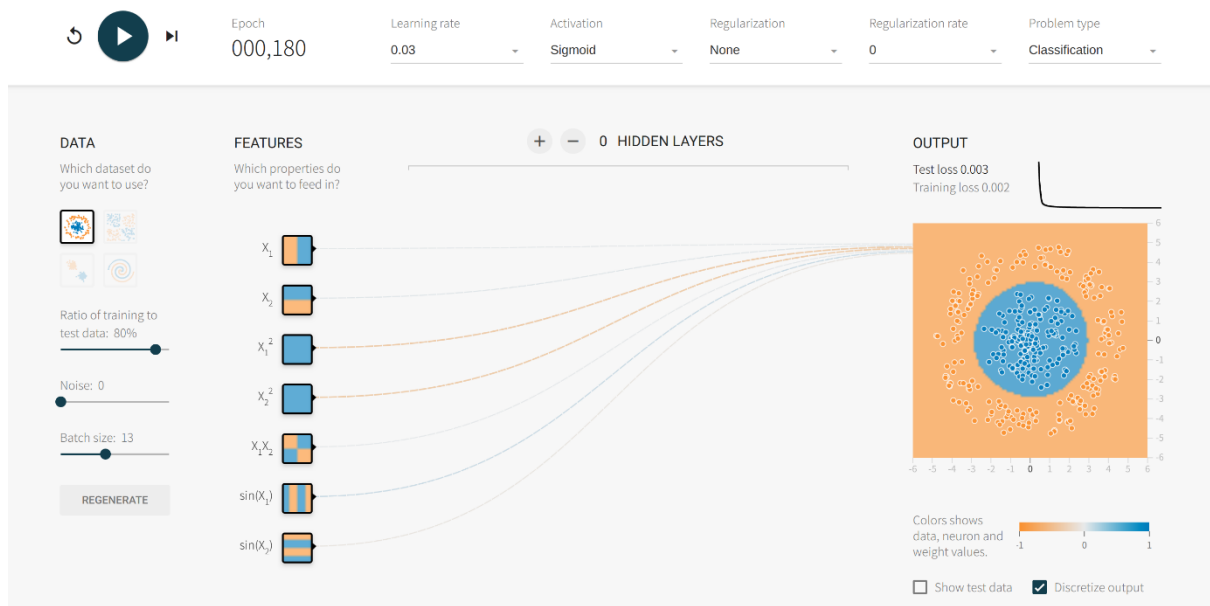 Epoch
000,180
Learning rate
0.03
Activation
Sigmoid
Regularization
None
Regularization rate
0
Problem type
Classification
DATA
Which dataset do
you want to use?
Ratio of training to
test data: 80%
Noise: 0
Batch size: 13
REGENERATE
FEATURES
Which properties do
you want to feed in?
X₁
X₂
X₁²
X₂²
X₁X₂
sin(X₁)
sin(X₂)
+ − 0 HIDDEN LAYERS
OUTPUT
Test loss 0.003
Training loss 0.002
6
5
4
3
2
1
0
-1
-2
-3
-4
-5
-6
-6 -5 -4 -3 -2 -1 0 1 2 3 4 5 6
Colors shows
data, neuron and
weight values.
-1 0 1
Show test data
Discretize output